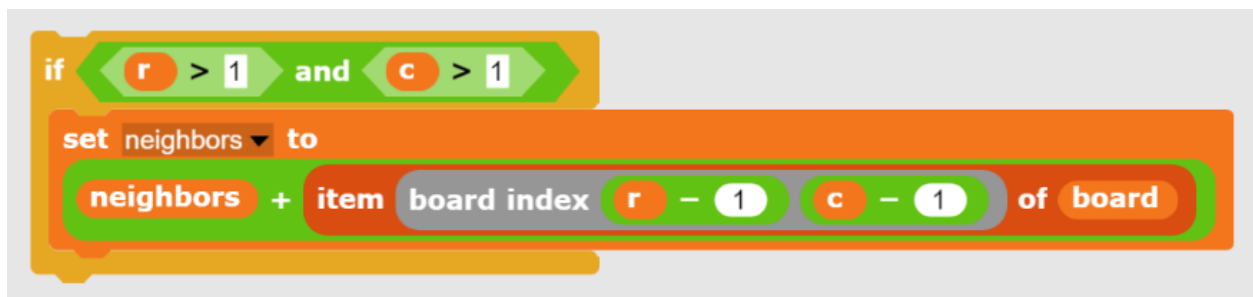 if r > 1 and c > 1
set neighbors to
neighbors + item board index r − 1 c − 1 of board